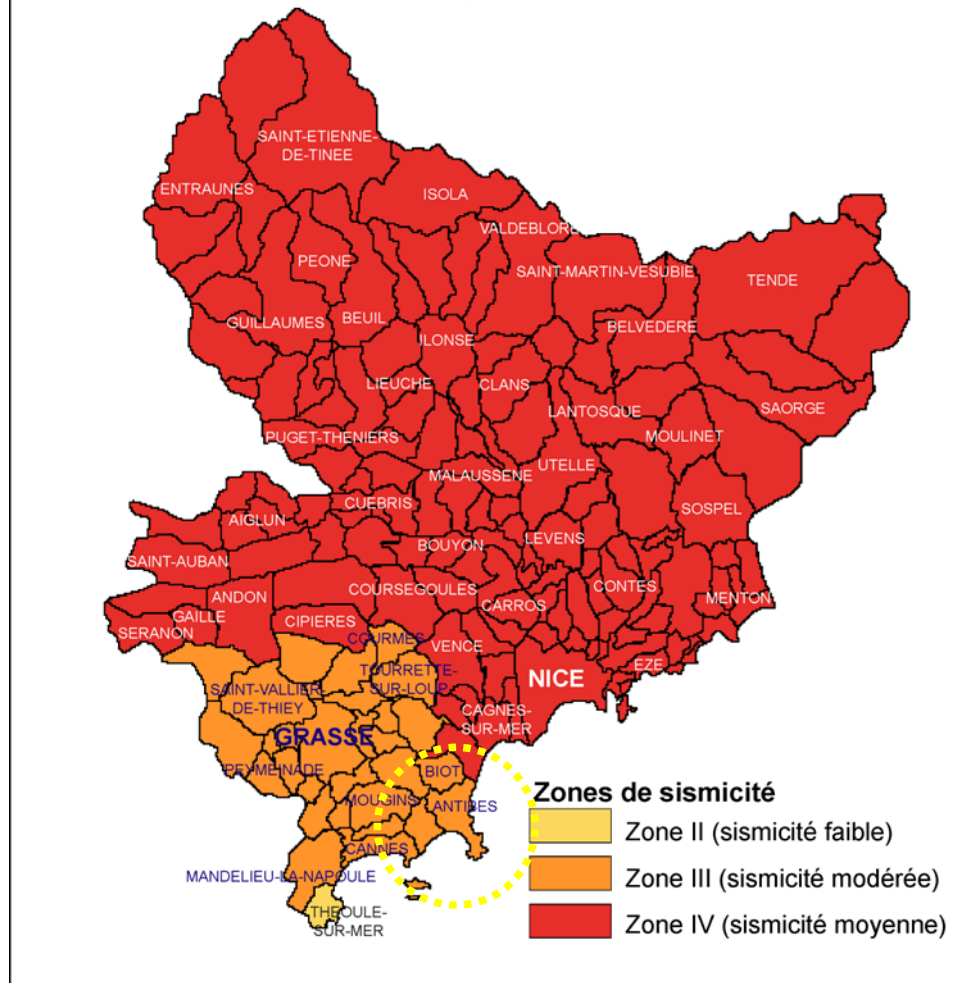 SAINT-ETIENNE-
DE-TINEE
ENTRAUNES
ISOLA
VALDEBLORE
PEONE
SAINT-MARTIN-VESUBIE
TENDE
GUILLAUMES
BEUIL
BELVEDERE
ILONSE
LIEUCHE
CLANS
LANTOSQUE
SAORGE
PUGET-THENIERS
MOULINET
UTELLE
MALAUSSENE
CUEBRIS
SOSPEL
AIGLUN
LEVENS
BOUYON
SAINT-AUBAN
CONTES
COURSEGOULES
ANDON
MENTON
CARROS
GAILLE
CIPIERES
SERANON
COURMES
VENCE
EZE
TOURRETTE-
SUR-LOUP
NICE
SAINT-VALLIER-
DE-THIEY
CAGNES-
SUR-MER
GRASSE
PEYMEINADE
BIOT
MOUGINS
ANTIBES
CANNES
MANDELIEU-LA-NAPOULE
THEOULE-
SUR-MER
Zones de sismicité
Zone II (sismicité faible)
Zone III (sismicité modérée)
Zone IV (sismicité moyenne)